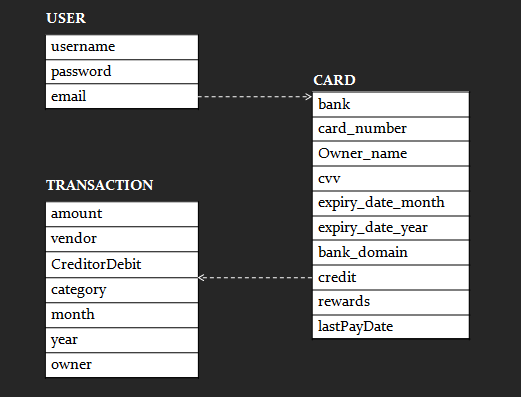 USER
username
password
email
CARD
bank
card_number
Owner_name
cvv
expiry_date_month
expiry_date_year
bank_domain
credit
rewards
lastPayDate
TRANSACTION
amount
vendor
CreditorDebit
category
month
year
owner